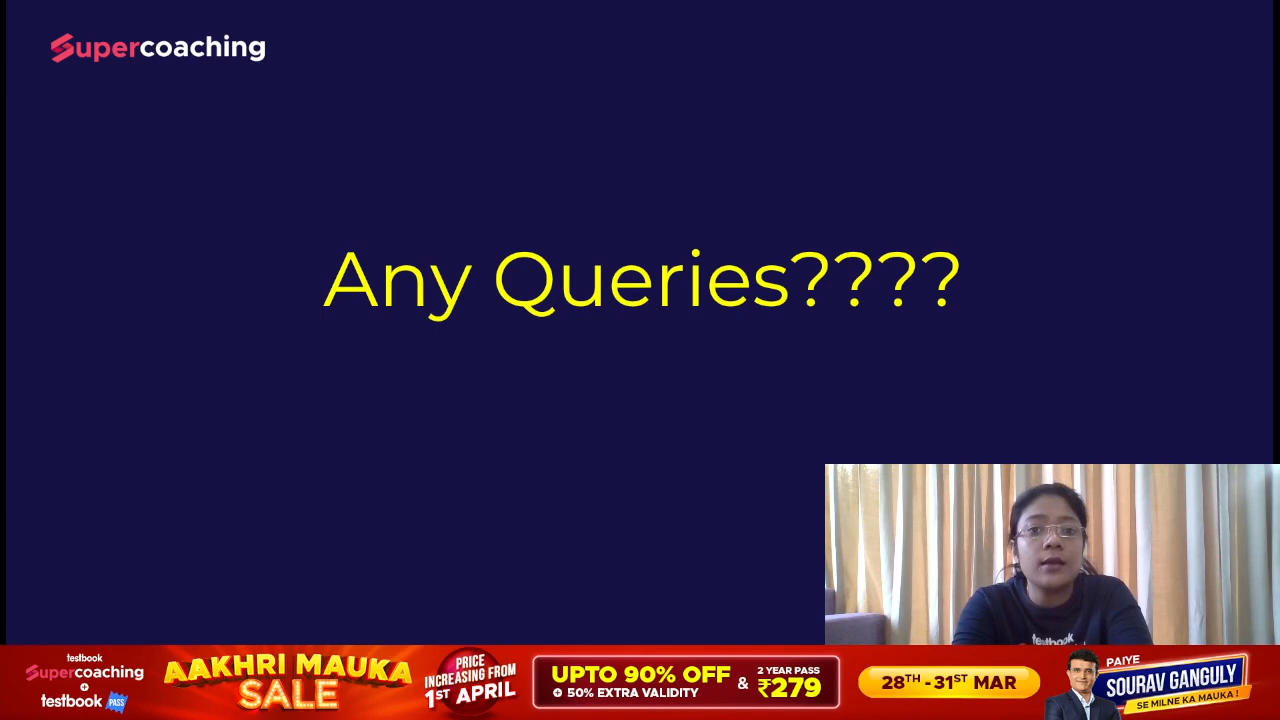 Supercoaching
Any Queries????
testbook
testbook
Supercoaching
+
testbook PASS
AAKHRI MAUKA
SALE
PRICE
INCREASING FROM
1ST APRIL
UPTO 90% OFF
+ 50% EXTRA VALIDITY
&
2 YEAR PASS
₹279
28TH - 31ST MAR
PAIYE
SOURAV GANGULY
SE MILNE KA MAUKA !